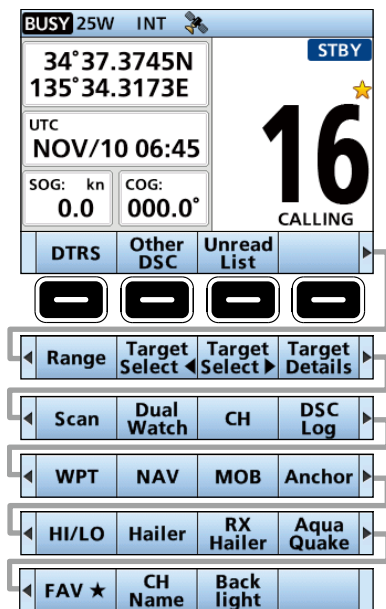 BUSY 25W INT
STBY
34°37.3745N
135°34.3173E
UTC
NOV/10 06:45
SOG: kn
0.0
COG:
000.0°
16
CALLING
DTRS Other DSC Unread List
Range Target Select ◀ Target Select ▶ Target Details
Scan Dual Watch CH DSC Log
WPT NAV MOB Anchor
HI/LO Hailer RX Hailer Aqua Quake
FAV ★ CH Name Back light